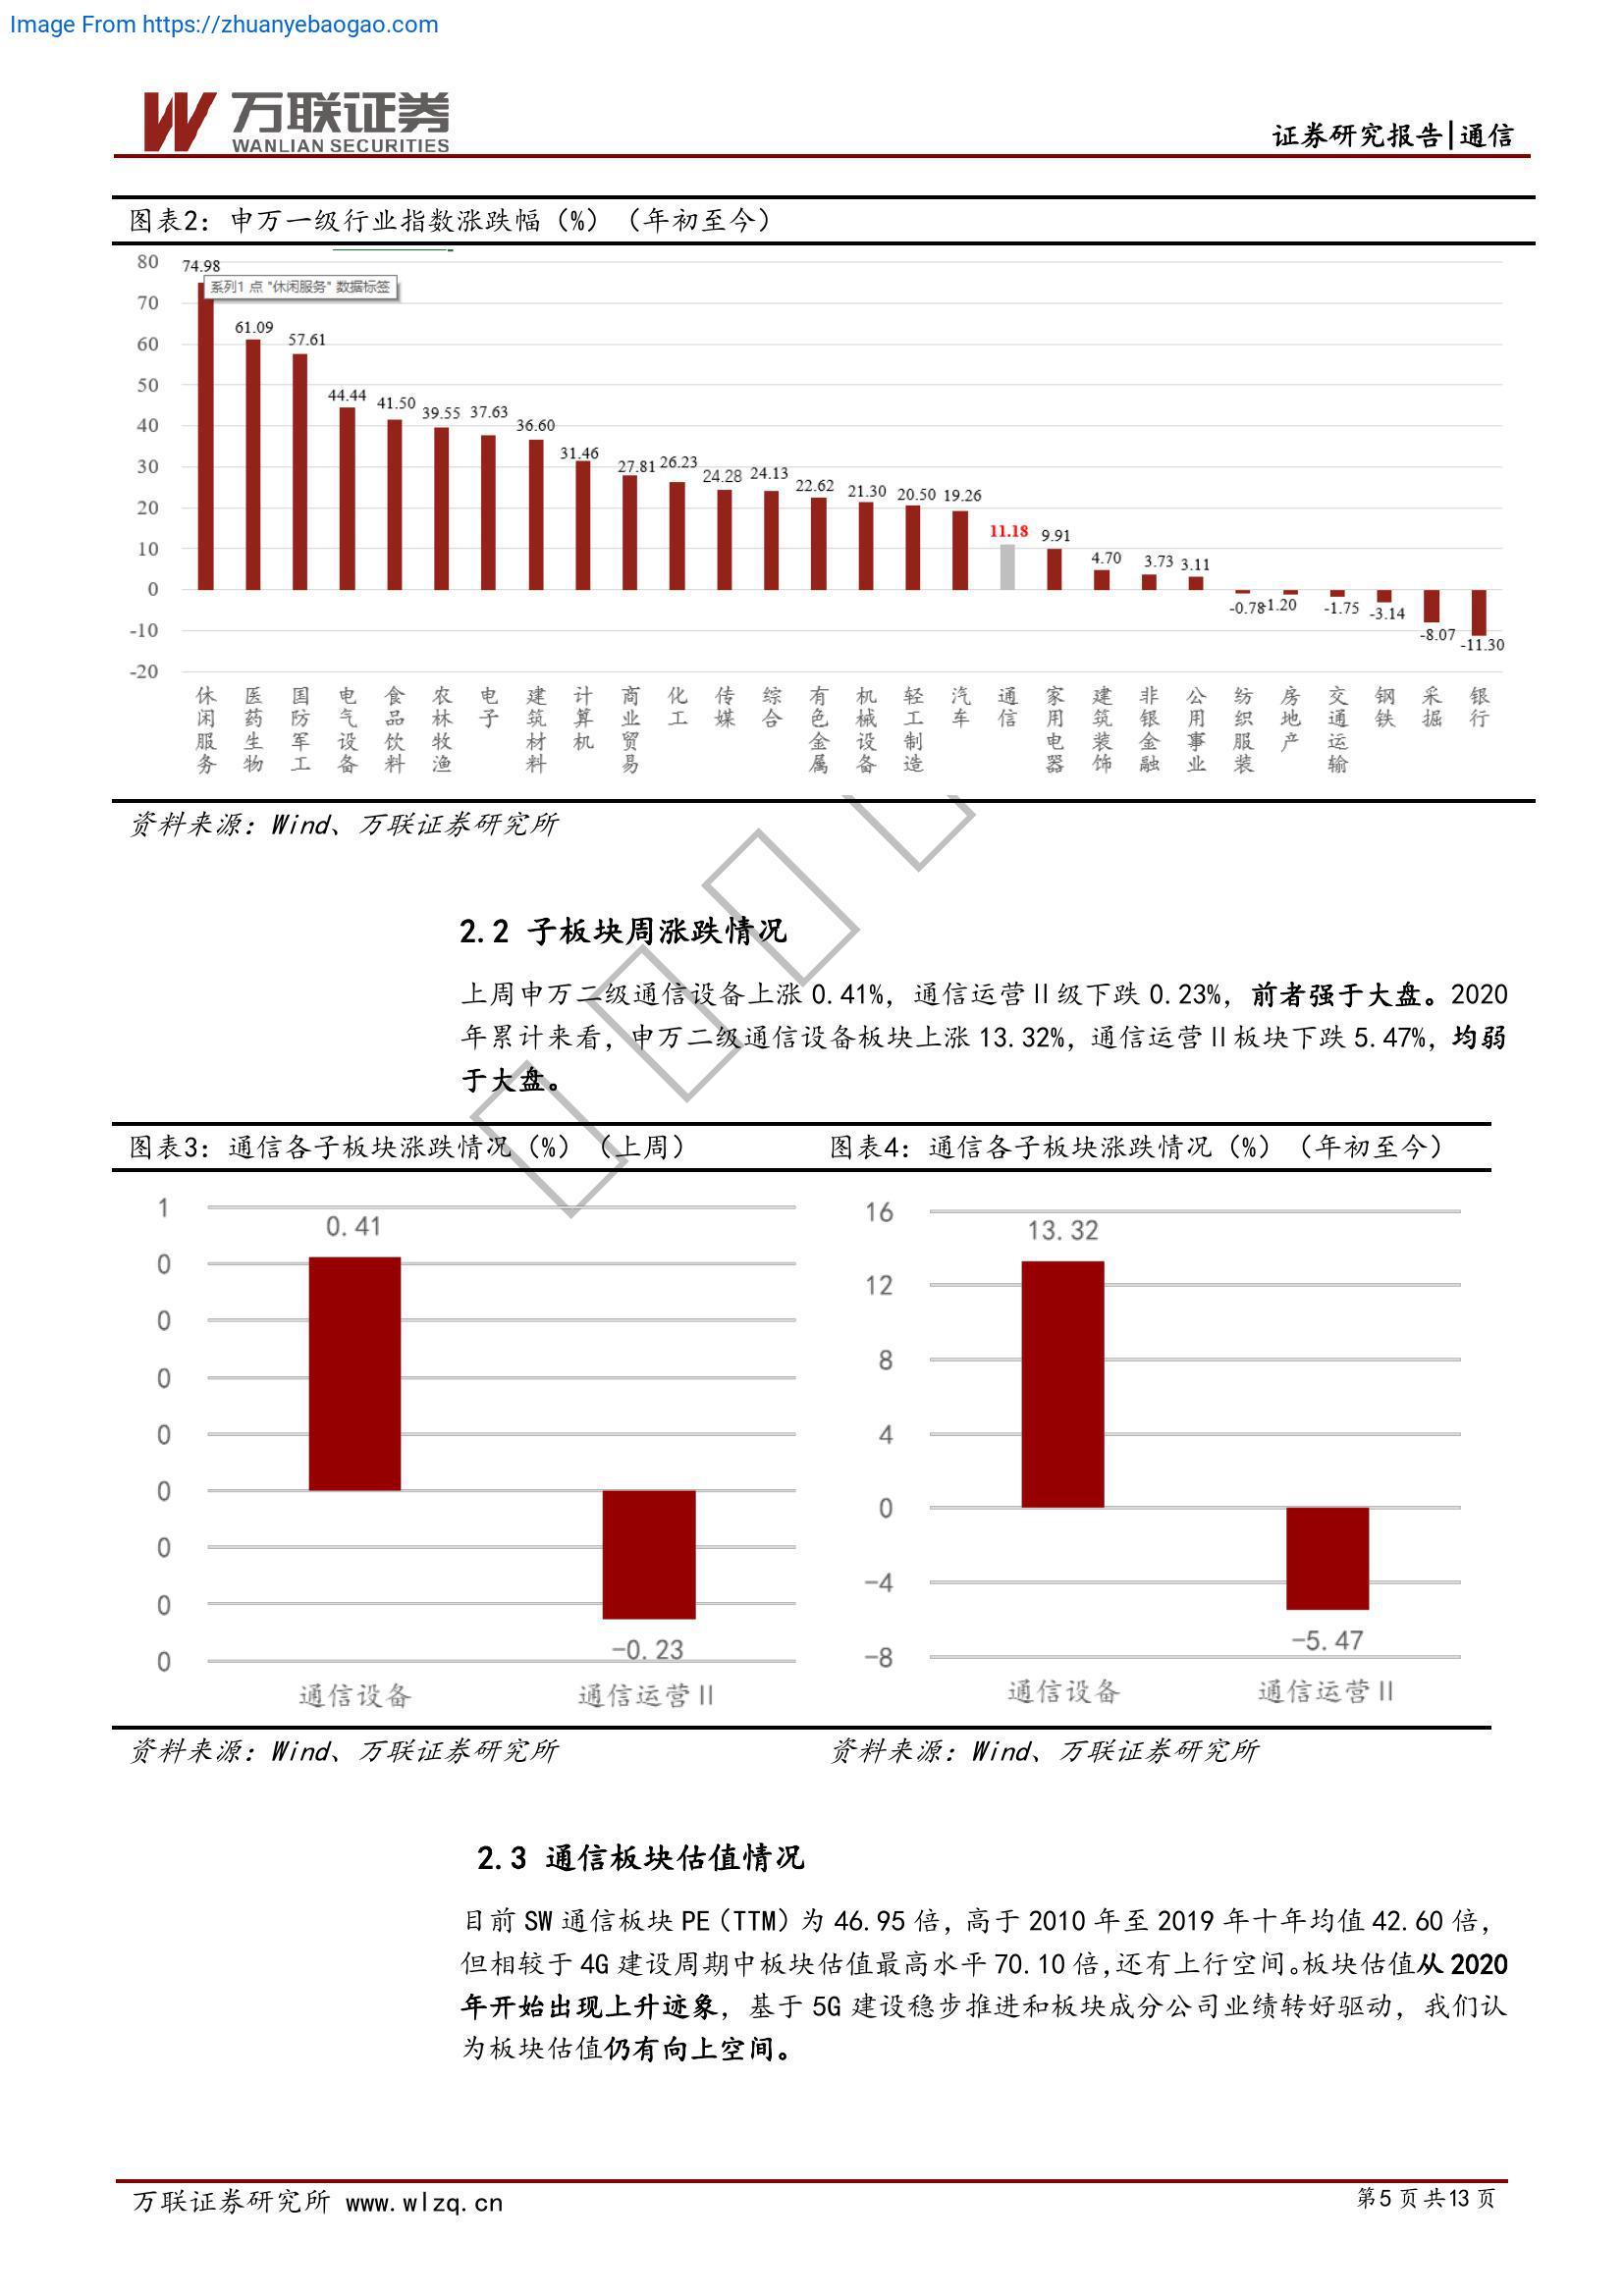 Image From https://zhuanyebaogao.com
万联证券
WANLIAN SECURITIES
证券研究报告|通信
图表2：申万一级行业指数涨跌幅（%）（年初至今）
80
70
60
50
40
30
20
10
0
-10
-20
74.98
系列1 点 "休闲服务" 数据标签
61.09
57.61
44.44
41.50
39.55
37.63
36.60
31.46
27.81
26.23
24.28
24.13
22.62
21.30
20.50
19.26
11.18
9.91
4.70
3.73
3.11
-0.78
-1.20
-1.75
-3.14
-8.07
-11.30
休闲服务
医药生物
国防军工
电气设备
食品饮料
农林牧渔
电子
建筑材料
计算机
商业贸易
化工
传媒
综合
有色金属
机械设备
轻工制造
汽车
通信
家用电器
建筑装饰
非银金融
公用事业
纺织服装
房地产
交通运输
钢铁
采掘
银行
资料来源：Wind、万联证券研究所
2.2 子板块周涨跌情况
上周申万二级通信设备上涨 0.41%，通信运营Ⅱ级下跌 0.23%，前者强于大盘。2020
年累计来看，申万二级通信设备板块上涨 13.32%，通信运营Ⅱ板块下跌 5.47%，均弱
于大盘。
图表3：通信各子板块涨跌情况（%）（上周）
1
0
0
0
0
0
0
0
0
0.41
-0.23
通信设备
通信运营Ⅱ
资料来源：Wind、万联证券研究所
图表4：通信各子板块涨跌情况（%）（年初至今）
16
12
8
4
0
-4
-8
13.32
-5.47
通信设备
通信运营Ⅱ
资料来源：Wind、万联证券研究所
2.3 通信板块估值情况
目前 SW 通信板块 PE（TTM）为 46.95 倍，高于 2010 年至 2019 年十年均值 42.60 倍，
但相较于 4G 建设周期中板块估值最高水平 70.10 倍,还有上行空间。板块估值从 2020
年开始出现上升迹象，基于 5G 建设稳步推进和板块成分公司业绩转好驱动，我们认
为板块估值仍有向上空间。
万联证券研究所 www.wlzq.cn
第5 页 共13 页